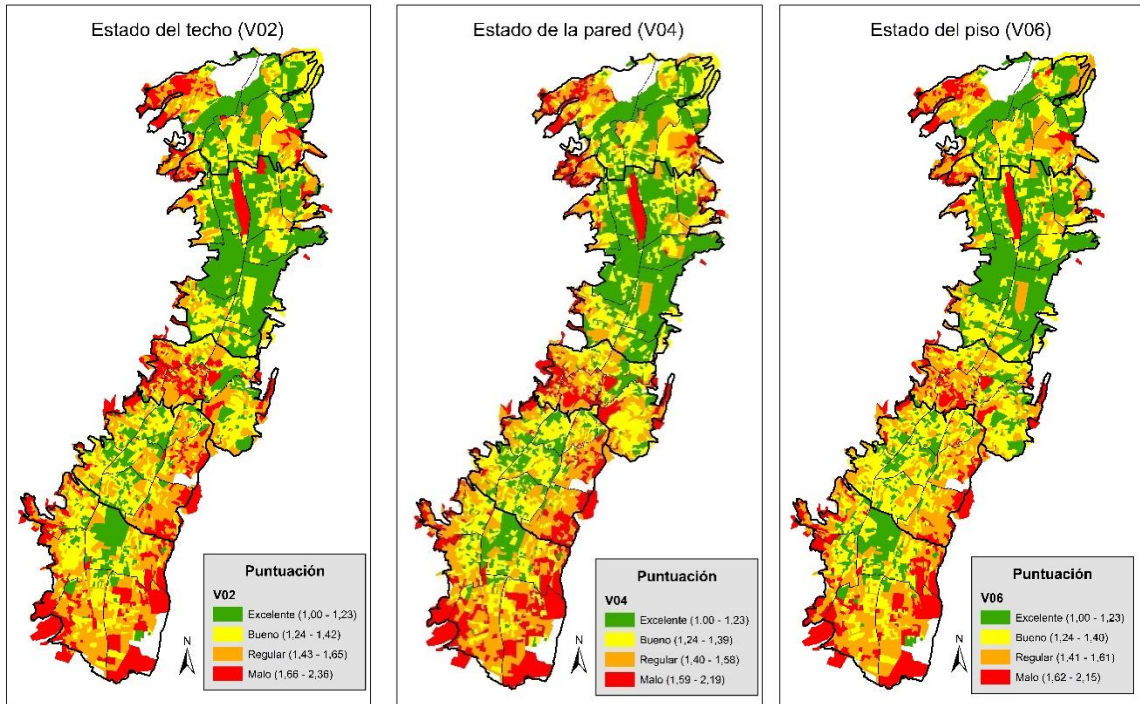 Estado del techo (V02)
N
Puntuación
V02
Excelente (1,00 - 1,23)
Bueno (1,24 - 1,42)
Regular (1,43 - 1,65)
Malo (1,66 - 2,36)
Estado de la pared (V04)
N
Puntuación
V04
Excelente (1.00 - 1.23)
Bueno (1,24 - 1,39)
Regular (1,40 - 1,58)
Malo (1,59 - 2,19)
Estado del piso (V06)
N
Puntuación
V06
Excelente (1,00 - 1,23)
Bueno (1,24 - 1,40)
Regular (1,41 - 1,61)
Malo (1,62 - 2,15)